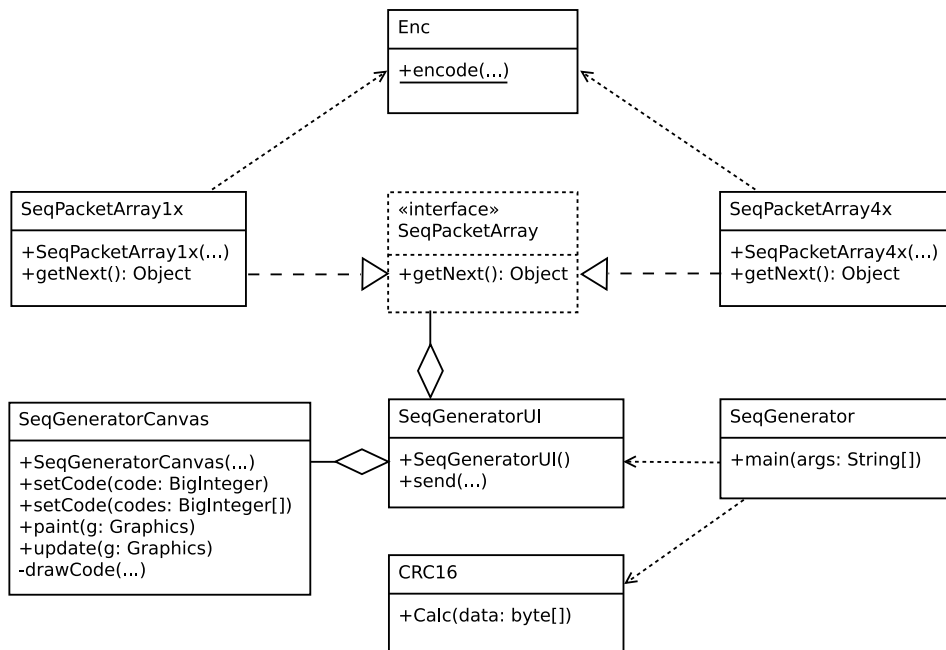 Enc
+encode(...)
SeqPacketArray1x
+SeqPacketArray1x(...)
+getNext(): Object
«interface»
SeqPacketArray
+getNext(): Object
SeqPacketArray4x
+SeqPacketArray4x(...)
+getNext(): Object
SeqGeneratorCanvas
+SeqGeneratorCanvas(...)
+setCode(code: BigInteger)
+setCode(codes: BigInteger[])
+paint(g: Graphics)
+update(g: Graphics)
-drawCode(...)
SeqGeneratorUI
+SeqGeneratorUI()
+send(...)
SeqGenerator
+main(args: String[])
CRC16
+Calc(data: byte[])